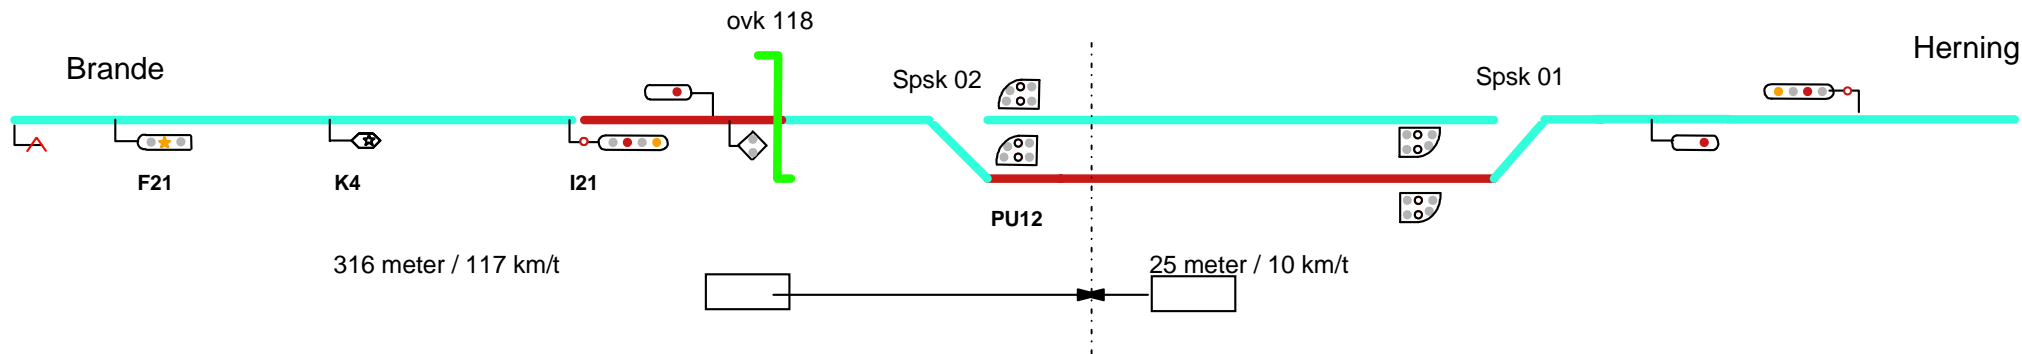 ovk 118
Brande
Herning
Spsk 02
Spsk 01
F21
K4
I21
PU12
316 meter / 117 km/t
25 meter / 10 km/t